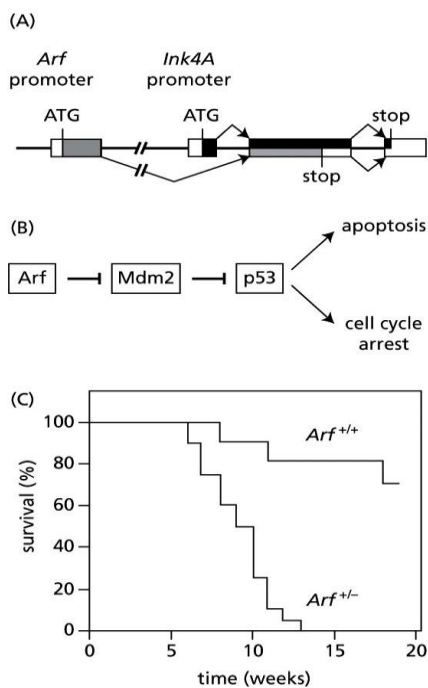 (A)
Arf
promoter
Ink4A
promoter
ATG
ATG
stop
stop
(B)
apoptosis
Arf
Mdm2
p53
cell cycle
arrest
(C)
100
80
60
40
20
0
survival (%)
Arf+/+
Arf+/–
0
5
10
15
20
time (weeks)